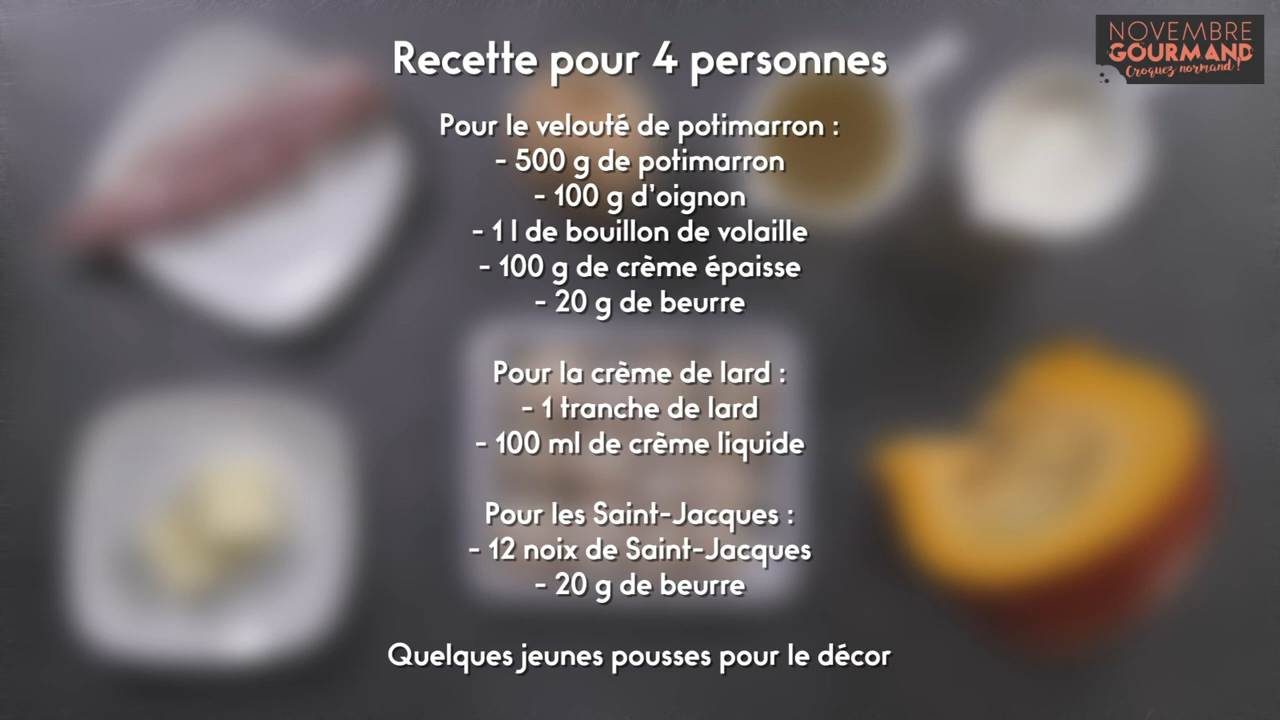 NOVEMBRE
GOURMAND
Croquez normand !
Recette pour 4 personnes
Pour le velouté de potimarron :
- 500 g de potimarron
- 100 g d'oignon
- 1 l de bouillon de volaille
- 100 g de crème épaisse
- 20 g de beurre
Pour la crème de lard :
- 1 tranche de lard
- 100 ml de crème liquide
Pour les Saint-Jacques :
- 12 noix de Saint-Jacques
- 20 g de beurre
Quelques jeunes pousses pour le décor